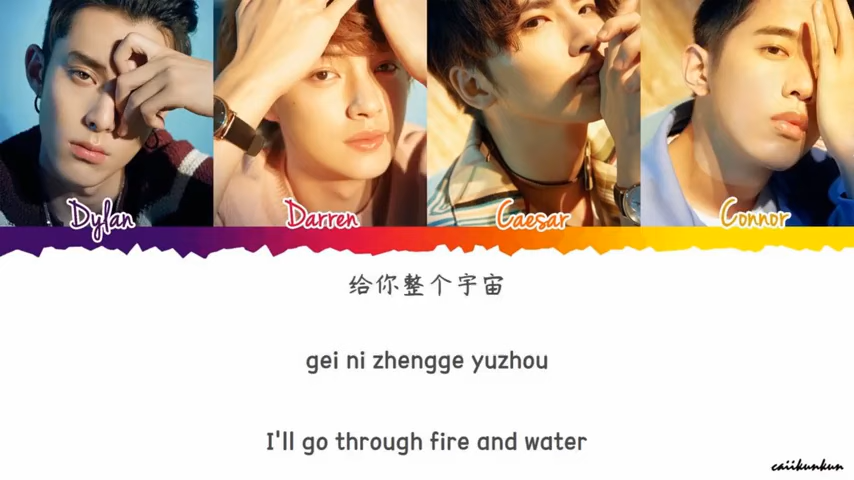 Dylan Darren Caesar Connor
给你整个宇宙
gei ni zhengge yuzhou
I'll go through fire and water
caiikunkun